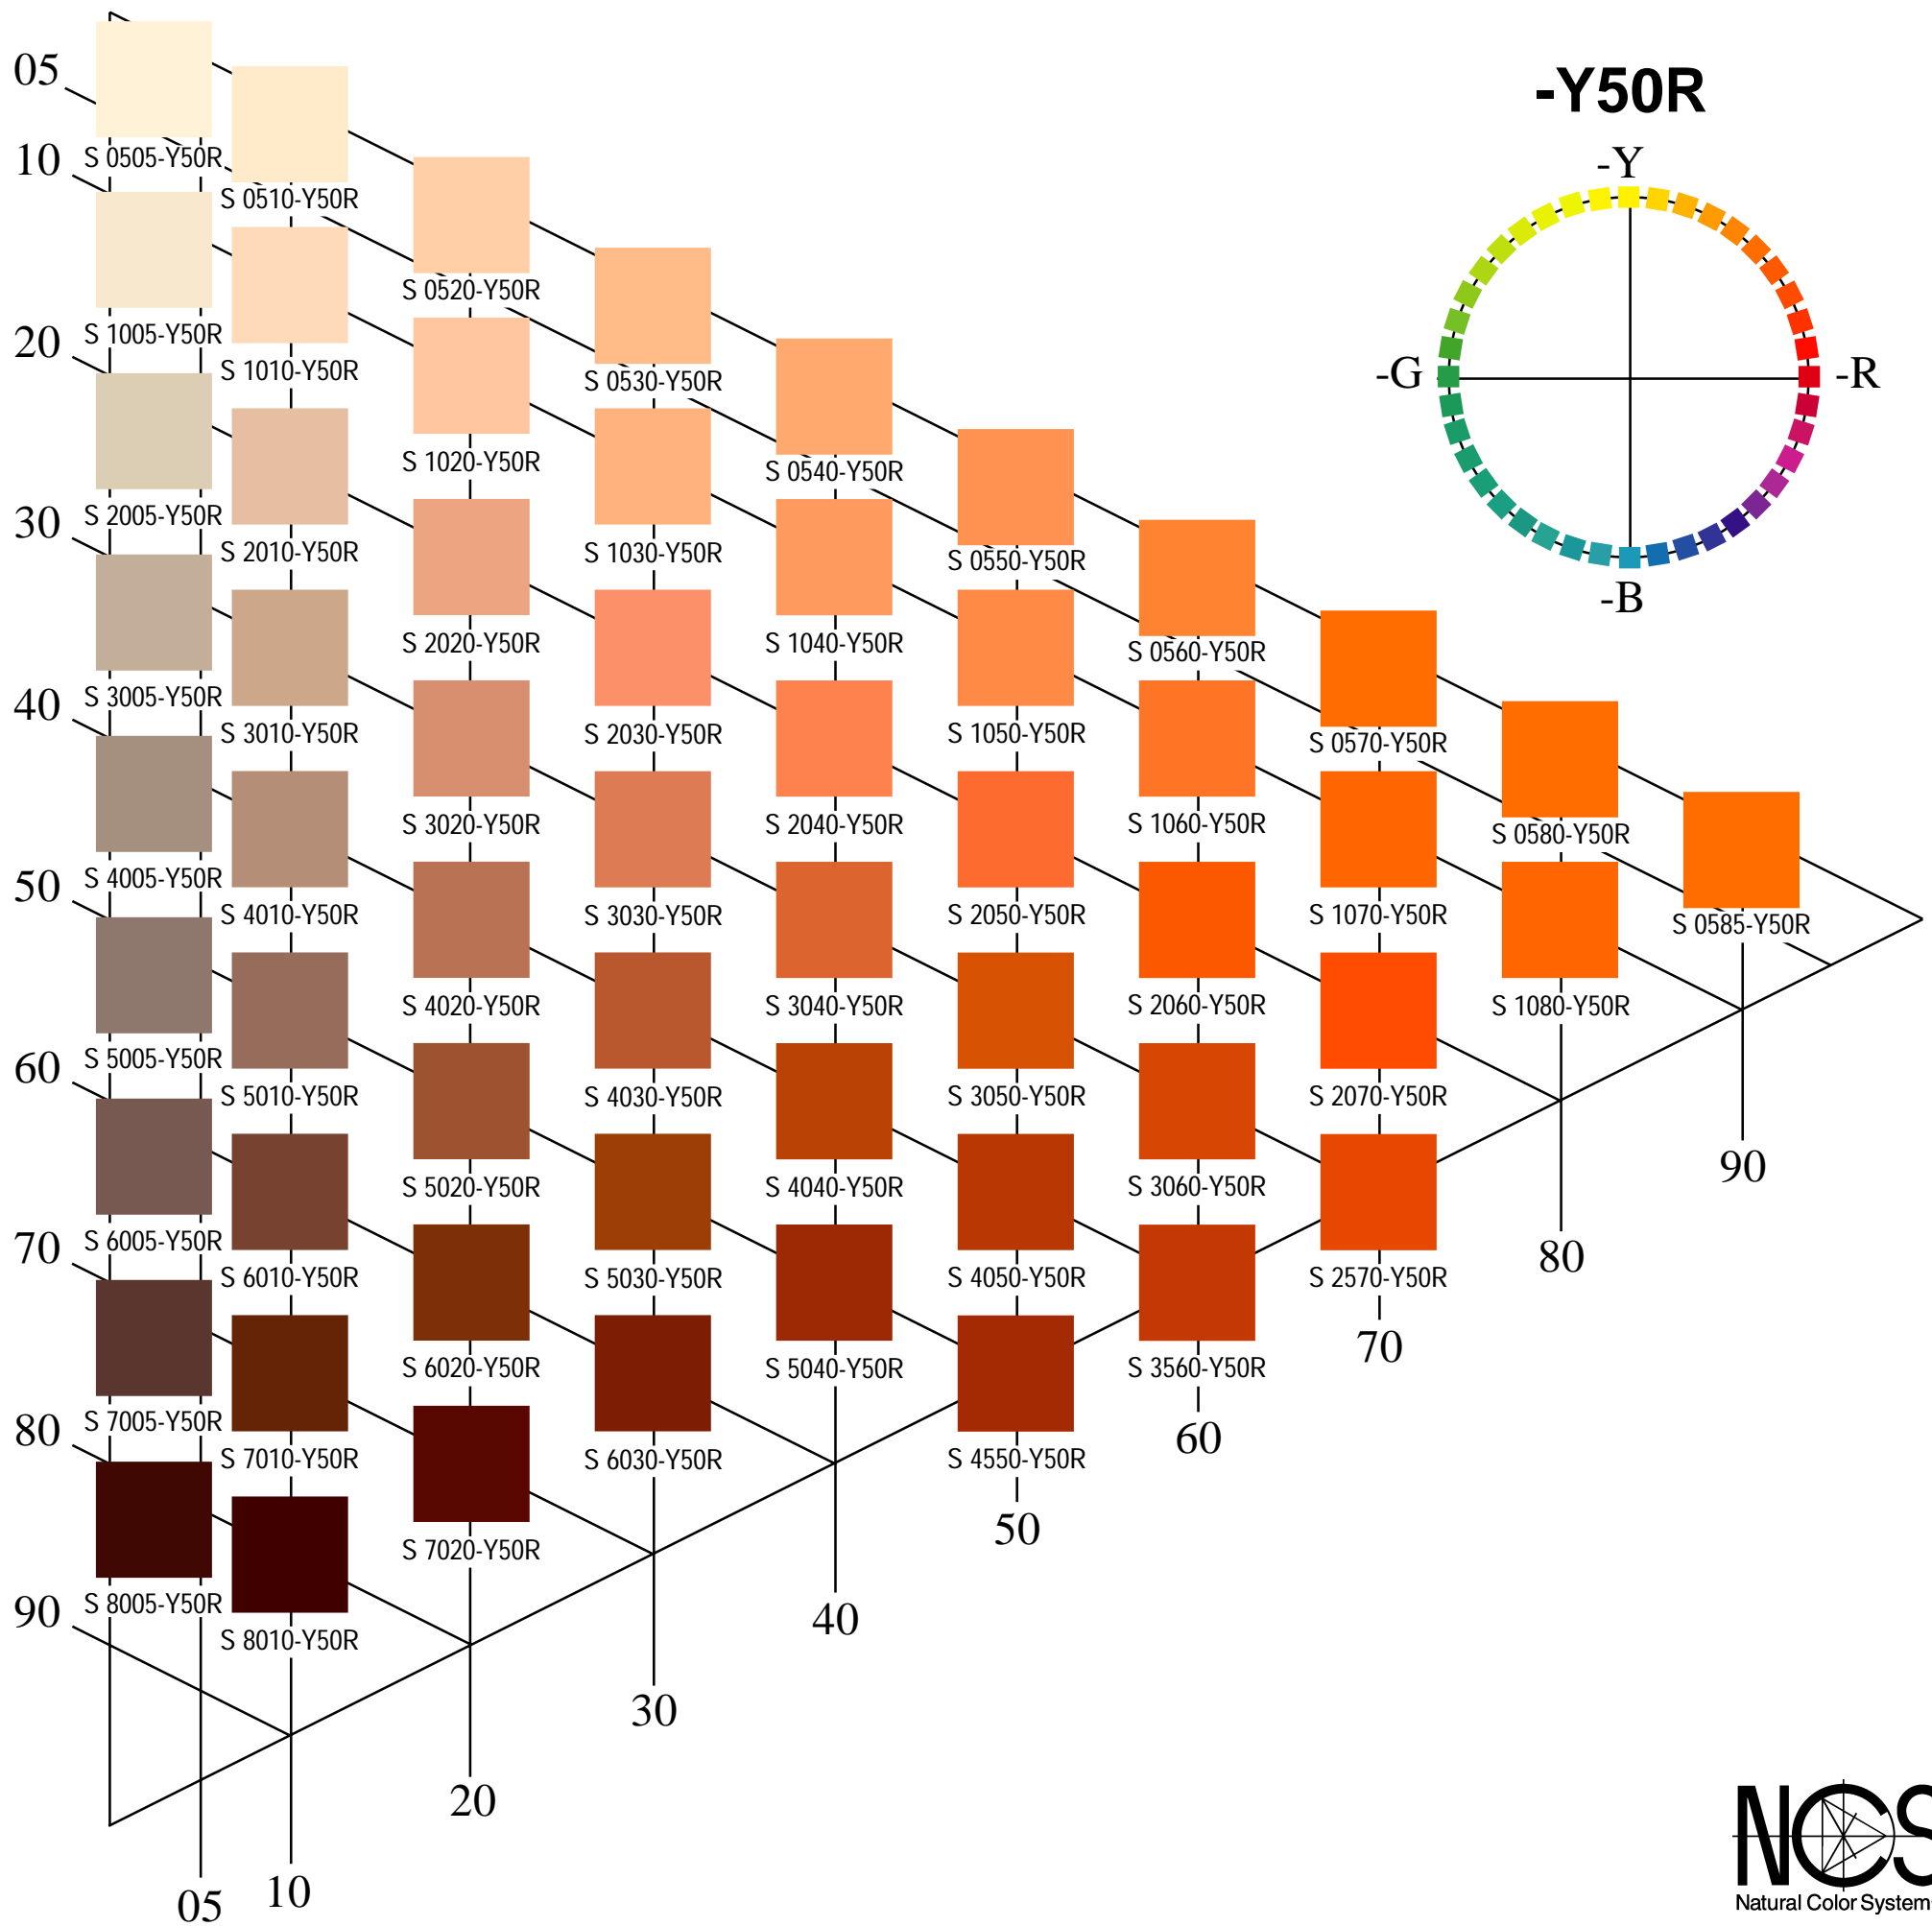 -Y50R
-Y
-G
-R
-B
05
10
20
30
40
50
60
70
80
90
S 0505-Y50R
S 1005-Y50R
S 2005-Y50R
S 3005-Y50R
S 4005-Y50R
S 5005-Y50R
S 6005-Y50R
S 7005-Y50R
S 8005-Y50R
S 0510-Y50R
S 1010-Y50R
S 2010-Y50R
S 3010-Y50R
S 4010-Y50R
S 5010-Y50R
S 6010-Y50R
S 7010-Y50R
S 8010-Y50R
S 0520-Y50R
S 1020-Y50R
S 2020-Y50R
S 3020-Y50R
S 4020-Y50R
S 5020-Y50R
S 6020-Y50R
S 7020-Y50R
S 0530-Y50R
S 1030-Y50R
S 2030-Y50R
S 3030-Y50R
S 4030-Y50R
S 5030-Y50R
S 6030-Y50R
S 0540-Y50R
S 1040-Y50R
S 2040-Y50R
S 3040-Y50R
S 4040-Y50R
S 5040-Y50R
S 0550-Y50R
S 1050-Y50R
S 2050-Y50R
S 3050-Y50R
S 4050-Y50R
S 4550-Y50R
S 0560-Y50R
S 1060-Y50R
S 2060-Y50R
S 3060-Y50R
S 3560-Y50R
S 0570-Y50R
S 1070-Y50R
S 2070-Y50R
S 2570-Y50R
S 0580-Y50R
S 1080-Y50R
S 0585-Y50R
05
10
20
30
40
50
60
70
80
90
NCS
Natural Color System